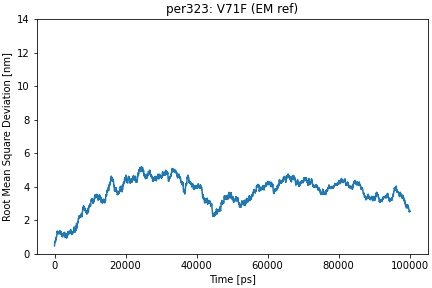 per323: V71F (EM ref)
Root Mean Square Deviation [nm]
14
12
10
8
6
4
2
0
0 20000 40000 60000 80000 100000
Time [ps]